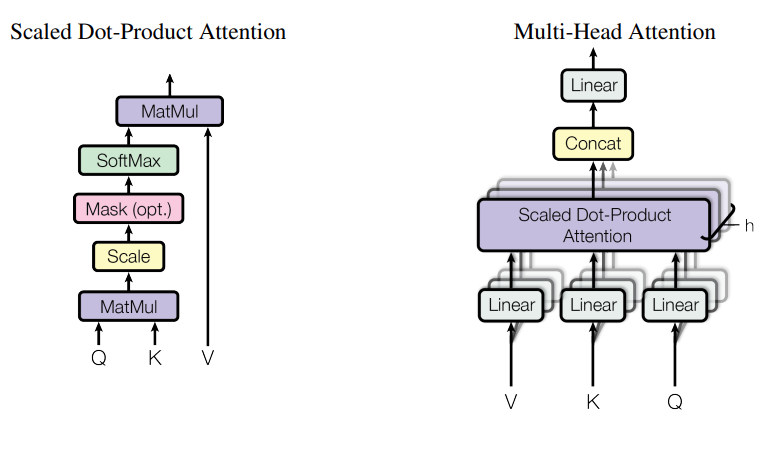 Scaled Dot-Product Attention
MatMul
SoftMax
Mask (opt.)
Scale
MatMul
Q K V
Multi-Head Attention
Linear
Concat
Scaled Dot-Product
Attention
h
Linear Linear Linear
V K Q